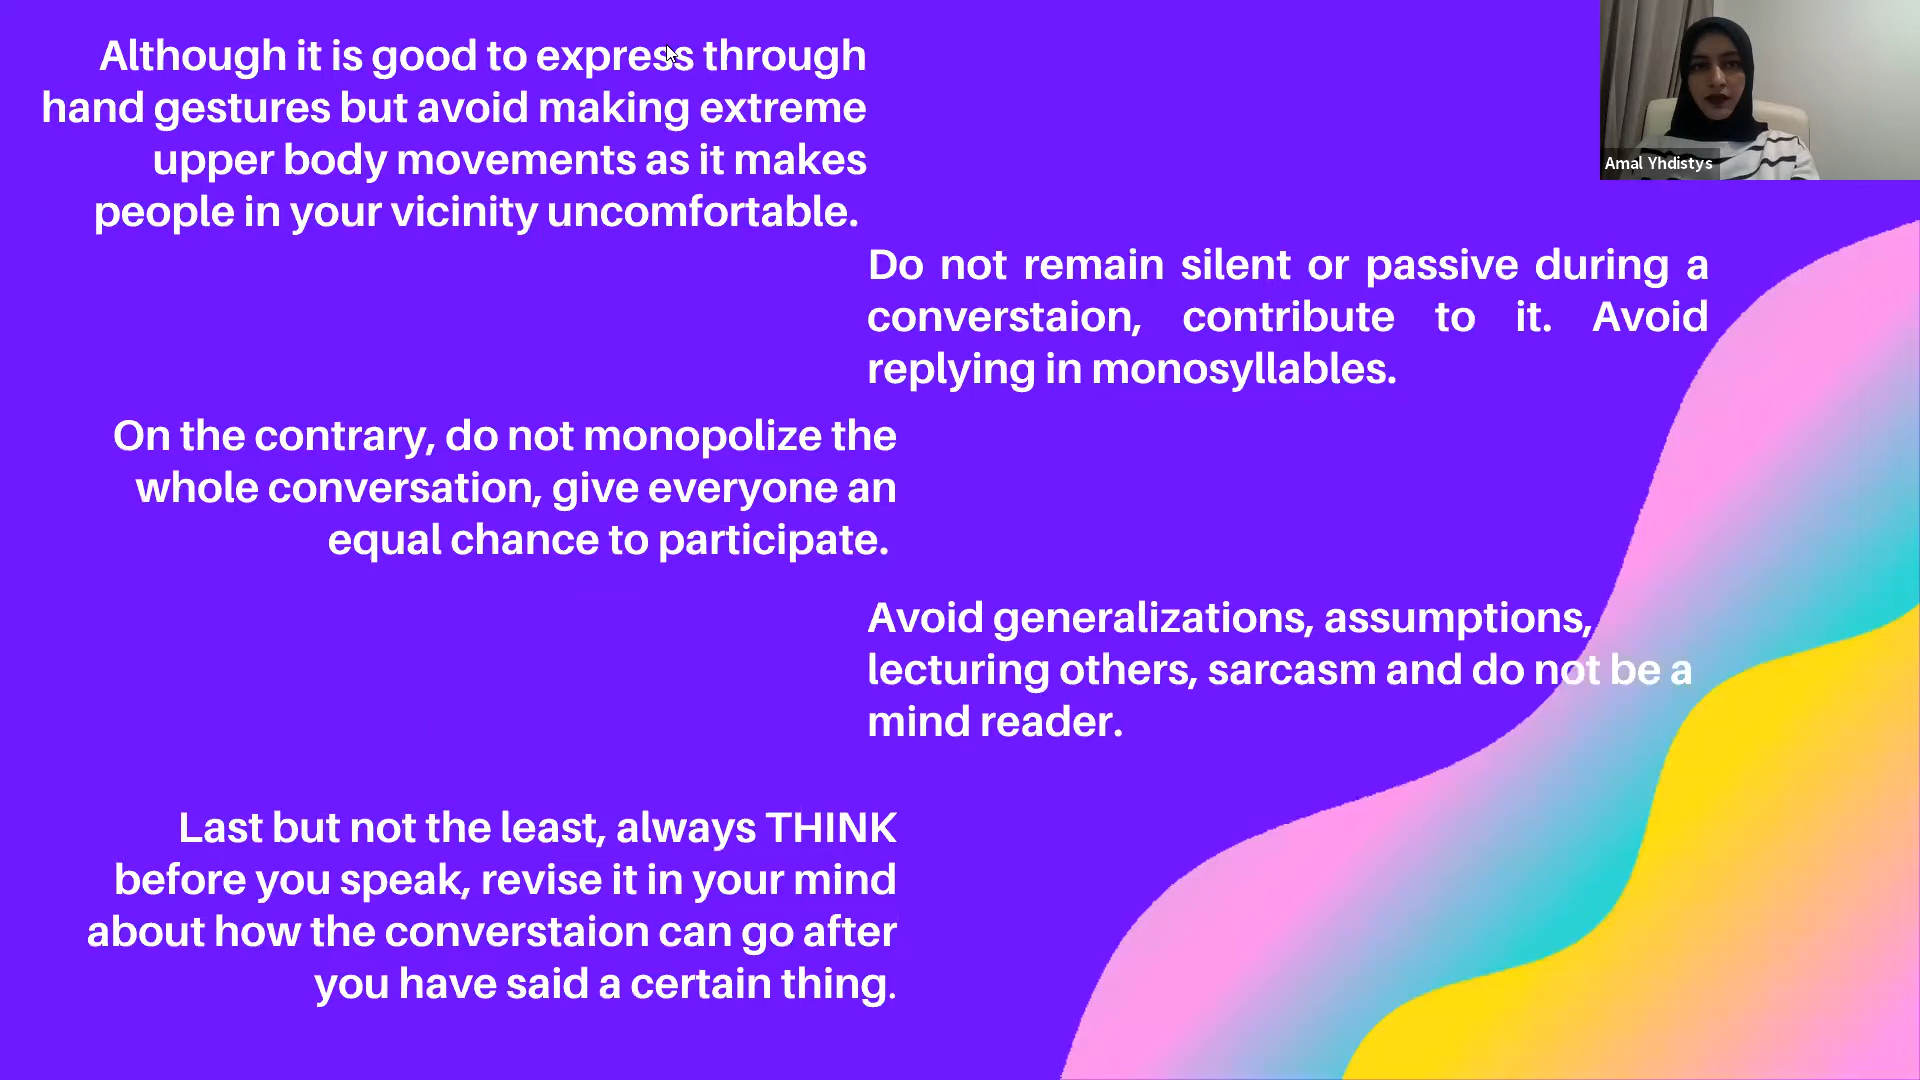 Although it is good to express through
hand gestures but avoid making extreme
upper body movements as it makes
people in your vicinity uncomfortable.
Amal Yhdistys
Do not remain silent or passive during a
converstaion, contribute to it. Avoid
replying in monosyllables.
On the contrary, do not monopolize the
whole conversation, give everyone an
equal chance to participate.
Avoid generalizations, assumptions,
lecturing others, sarcasm and do not be a
mind reader.
Last but not the least, always THINK
before you speak, revise it in your mind
about how the converstaion can go after
you have said a certain thing.